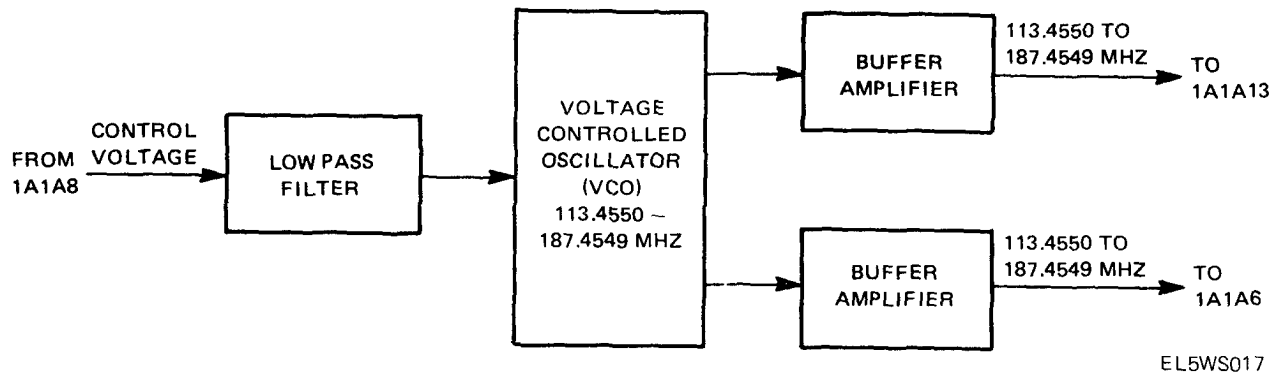 FROM
1A1A8
CONTROL
VOLTAGE
LOW PASS
FILTER
VOLTAGE
CONTROLLED
OSCILLATOR
(VCO)
113.4550 –
187.4549 MHZ
BUFFER
AMPLIFIER
113.4550 TO
187.4549 MHZ
TO
1A1A13
BUFFER
AMPLIFIER
113.4550 TO
187.4549 MHZ
TO
1A1A6
EL5WS017